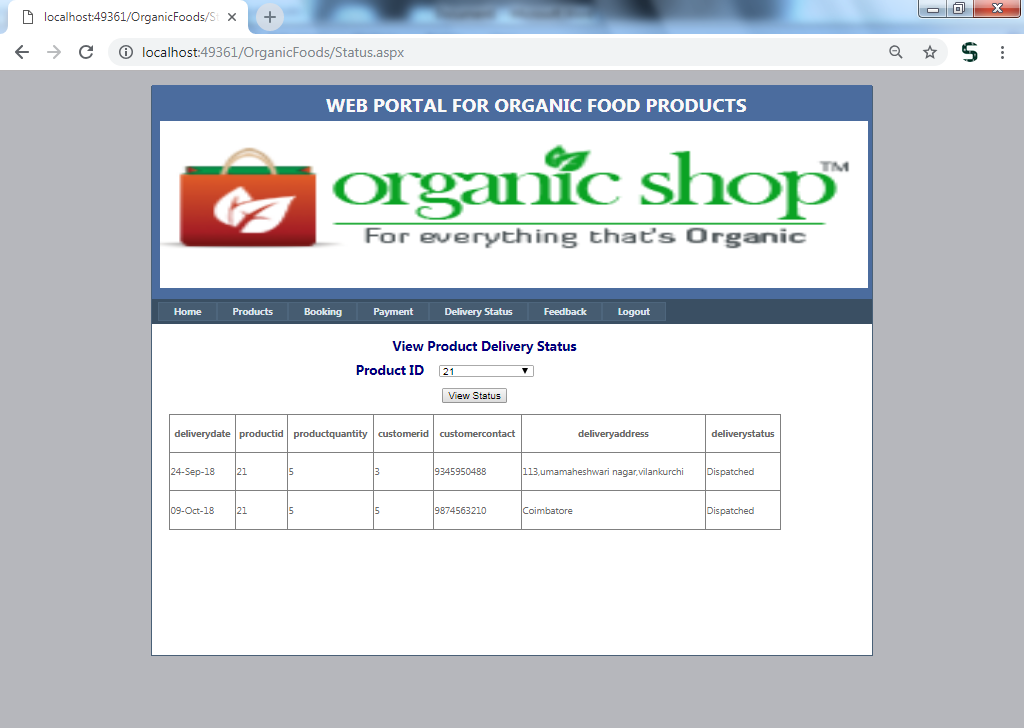 localhost:49361/OrganicFoods/St
localhost:49361/OrganicFoods/Status.aspx
WEB PORTAL FOR ORGANIC FOOD PRODUCTS
organic shop™
For everything that's Organic
Home Products Booking Payment Delivery Status Feedback Logout
View Product Delivery Status
Product ID 21
View Status
deliverydate productid productquantity customerid customercontact deliveryaddress deliverystatus
24-Sep-18 21 5 3 9345950488 113,umamaheshwari nagar,vilankurchi Dispatched
09-Oct-18 21 5 5 9874563210 Coimbatore Dispatched